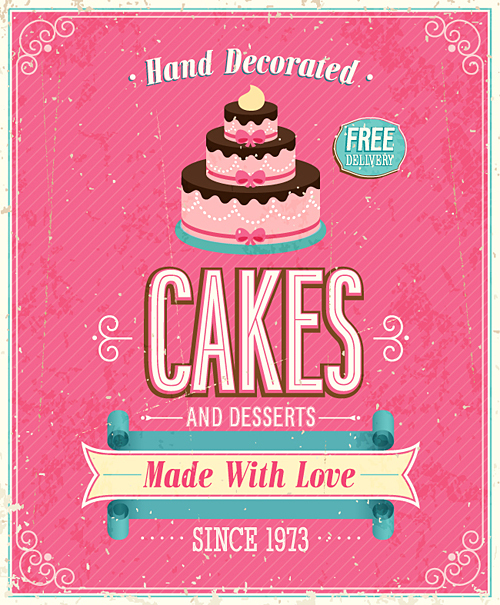 Hand Decorated
FREE
DELIVERY
CAKES
AND DESSERTS
Made With Love
SINCE 1973